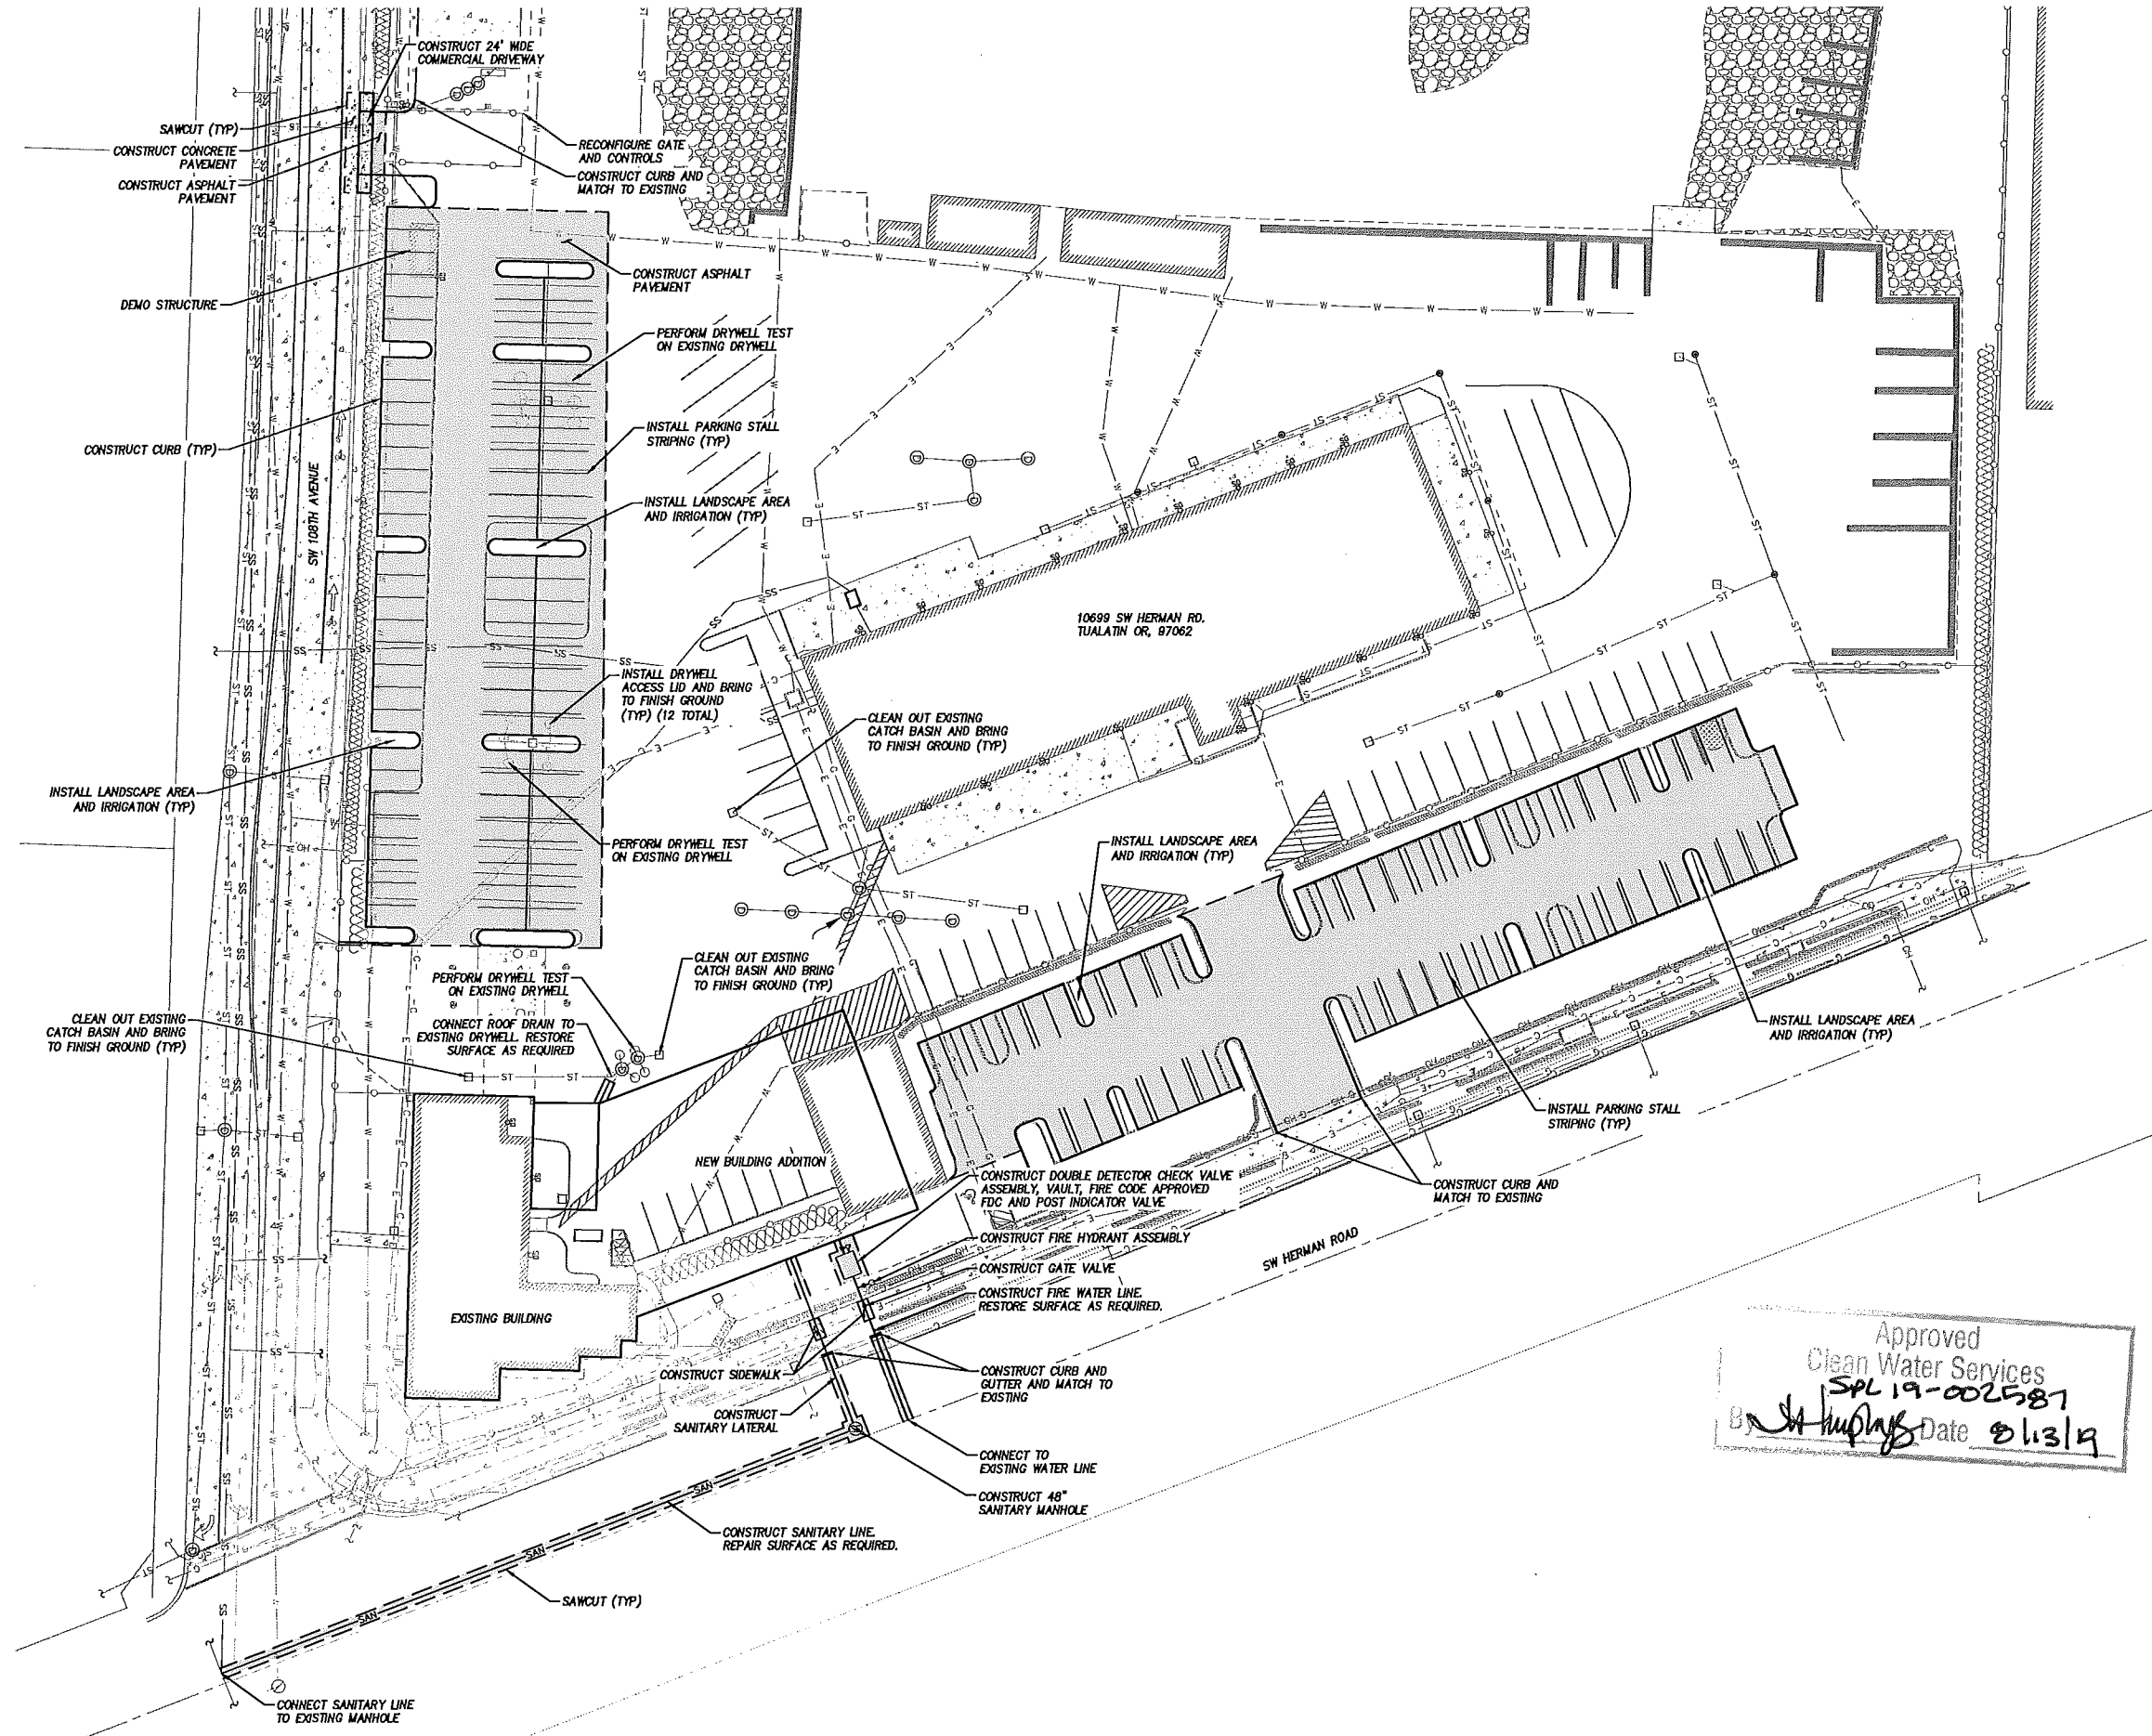 CONSTRUCT 24' WIDE
COMMERCIAL DRIVEWAY
SAWCUT (TYP)
CONSTRUCT CONCRETE
PAVEMENT
CONSTRUCT ASPHALT
PAVEMENT
RECONFIGURE GATE
AND CONTROLS
CONSTRUCT CURB AND
MATCH TO EXISTING
DEMO STRUCTURE
CONSTRUCT ASPHALT
PAVEMENT
PERFORM DRYWELL TEST
ON EXISTING DRYWELL
CONSTRUCT CURB (TYP)
SW 108TH AVENUE
INSTALL PARKING STALL
STRIPING (TYP)
INSTALL LANDSCAPE AREA
AND IRRIGATION (TYP)
10699 SW HERMAN RD.
TUALATIN OR, 97062
INSTALL DRYWELL
ACCESS LID AND BRING
TO FINISH GROUND
(TYP) (12 TOTAL)
CLEAN OUT EXISTING
CATCH BASIN AND BRING
TO FINISH GROUND (TYP)
INSTALL LANDSCAPE AREA
AND IRRIGATION (TYP)
PERFORM DRYWELL TEST
ON EXISTING DRYWELL
INSTALL LANDSCAPE AREA
AND IRRIGATION (TYP)
CLEAN OUT EXISTING
CATCH BASIN AND BRING
TO FINISH GROUND (TYP)
PERFORM DRYWELL TEST
ON EXISTING DRYWELL
CONNECT ROOF DRAIN TO
EXISTING DRYWELL. RESTORE
SURFACE AS REQUIRED
CLEAN OUT EXISTING
CATCH BASIN AND BRING
TO FINISH GROUND (TYP)
INSTALL LANDSCAPE AREA
AND IRRIGATION (TYP)
INSTALL PARKING STALL
STRIPING (TYP)
NEW BUILDING ADDITION
CONSTRUCT DOUBLE DETECTOR CHECK VALVE
ASSEMBLY, VAULT, FIRE CODE APPROVED
FDC AND POST INDICATOR VALVE
CONSTRUCT CURB AND
MATCH TO EXISTING
CONSTRUCT FIRE HYDRANT ASSEMBLY
CONSTRUCT GATE VALVE
CONSTRUCT FIRE WATER LINE.
RESTORE SURFACE AS REQUIRED.
SW HERMAN ROAD
EXISTING BUILDING
CONSTRUCT SIDEWALK
CONSTRUCT CURB AND
GUTTER AND MATCH TO
EXISTING
CONSTRUCT
SANITARY LATERAL
CONNECT TO
EXISTING WATER LINE
CONSTRUCT 48"
SANITARY MANHOLE
CONSTRUCT SANITARY LINE.
REPAIR SURFACE AS REQUIRED.
SAN
SAN
SAN
SAWCUT (TYP)
CONNECT SANITARY LINE
TO EXISTING MANHOLE
Approved
Clean Water Services
SPL 19-002587
By Date 8/13/19